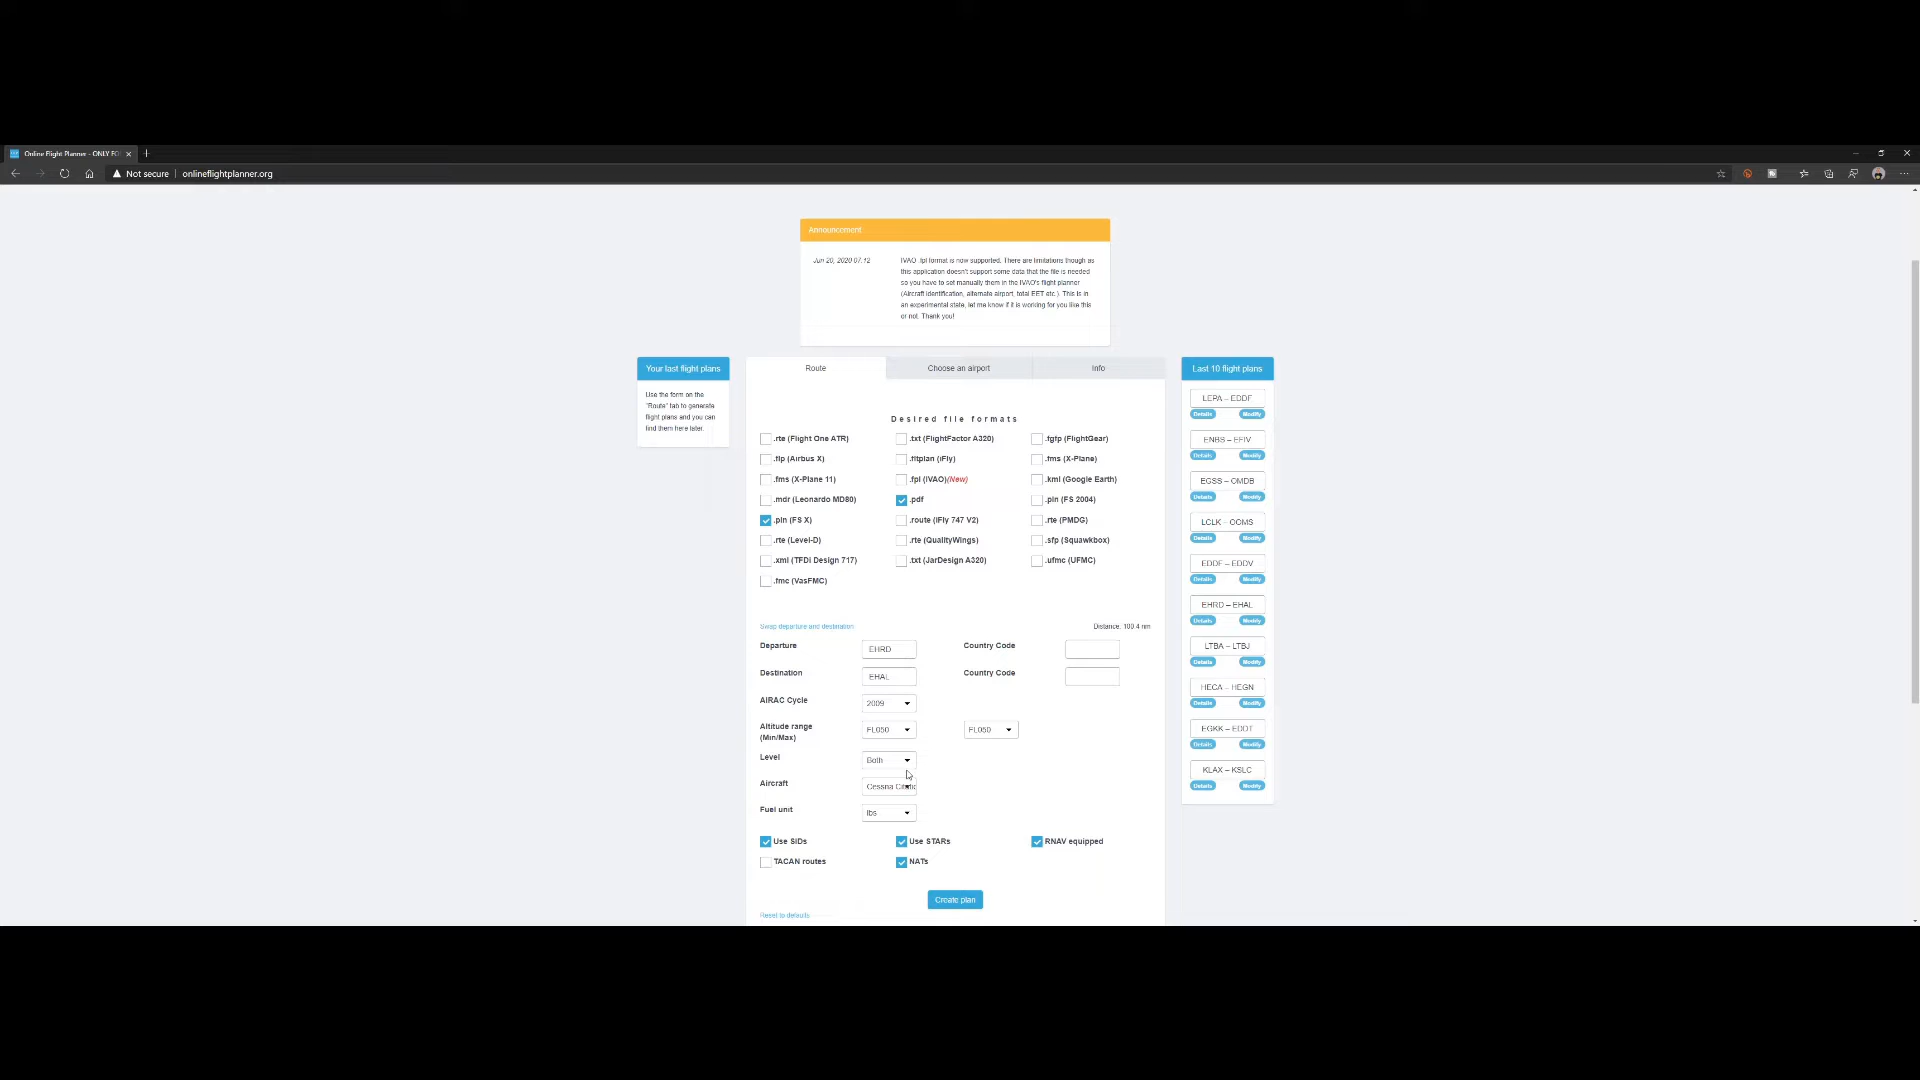 Online Flight Planner - ONLY FO
Not secure
onlineflightplanner.org
Announcement
Jun 20, 2020 07:12
IVAO .fpl format is now supported. There are limitations though as
this application doesn't support some data that the file is needed
so you have to set manually them in the IVAO's flight planner
(Aircraft identification, alternate airport, total EET etc.). This is in
an experimental state, let me know if it is working for you like this
or not. Thank you!
Your last flight plans
Use the form on the
"Route" tab to generate
flight plans and you can
find them here later.
Route
Choose an airport
Info
Desired file formats
.rte (Flight One ATR)
.txt (FlightFactor A320)
.fgfp (FlightGear)
.flp (Airbus X)
.fltplan (iFly)
.fms (X-Plane)
.fms (X-Plane 11)
.fpl (IVAO)(New)
.kml (Google Earth)
.mdr (Leonardo MD80)
.pdf
.pln (FS 2004)
.pln (FS X)
.route (iFly 747 V2)
.rte (PMDG)
.rte (Level-D)
.rte (QualityWings)
.sfp (Squawkbox)
.xml (TFDi Design 717)
.txt (JarDesign A320)
.ufmc (UFMC)
.fmc (VasFMC)
Swap departure and destination
Distance: 100.4 nm
Departure
EHRD
Country Code
Destination
EHAL
Country Code
AIRAC Cycle
2009
Altitude range
(Min/Max)
FL050
FL050
Level
Both
Aircraft
Cessna Citatio
Fuel unit
lbs
Use SIDs
Use STARs
RNAV equipped
TACAN routes
NATs
Create plan
Reset to defaults
Last 10 flight plans
LEPA – EDDF
Details
Modify
ENBS – EFIV
Details
Modify
EGSS – OMDB
Details
Modify
LCLK – OOMS
Details
Modify
EDDF – EDDV
Details
Modify
EHRD – EHAL
Details
Modify
LTBA – LTBJ
Details
Modify
HECA – HEGN
Details
Modify
EGKK – EDDT
Details
Modify
KLAX – KSLC
Details
Modify